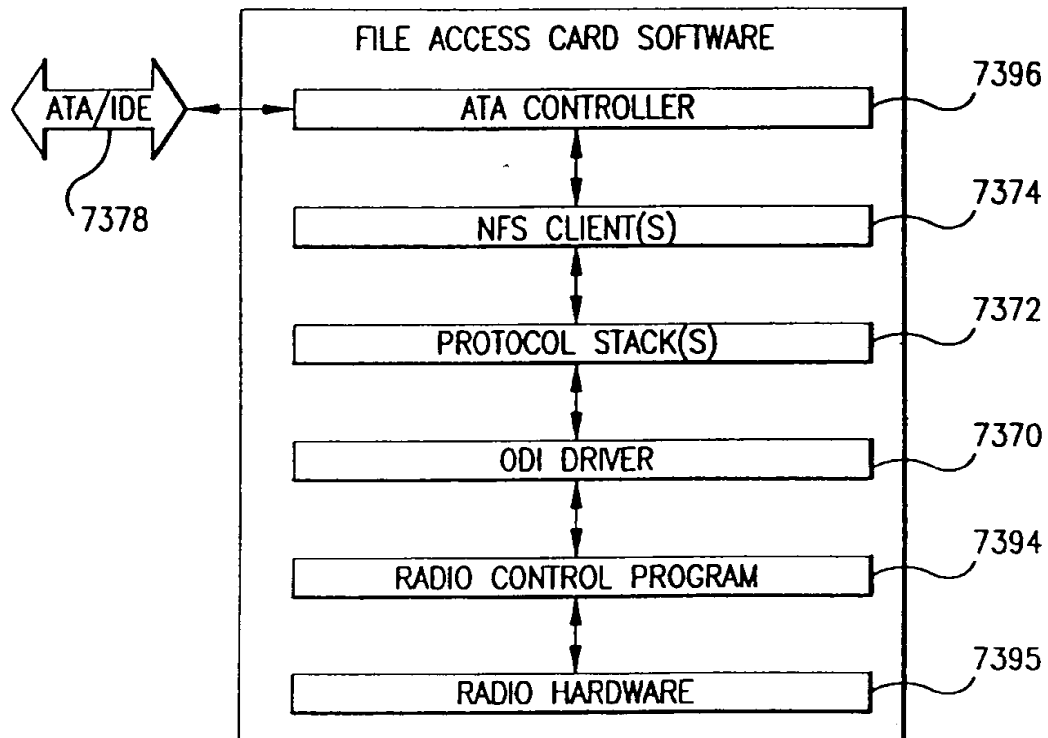 FILE ACCESS CARD SOFTWARE
ATA/IDE
7378
ATA CONTROLLER
7396
NFS CLIENT(S)
7374
PROTOCOL STACK(S)
7372
ODI DRIVER
7370
RADIO CONTROL PROGRAM
7394
RADIO HARDWARE
7395